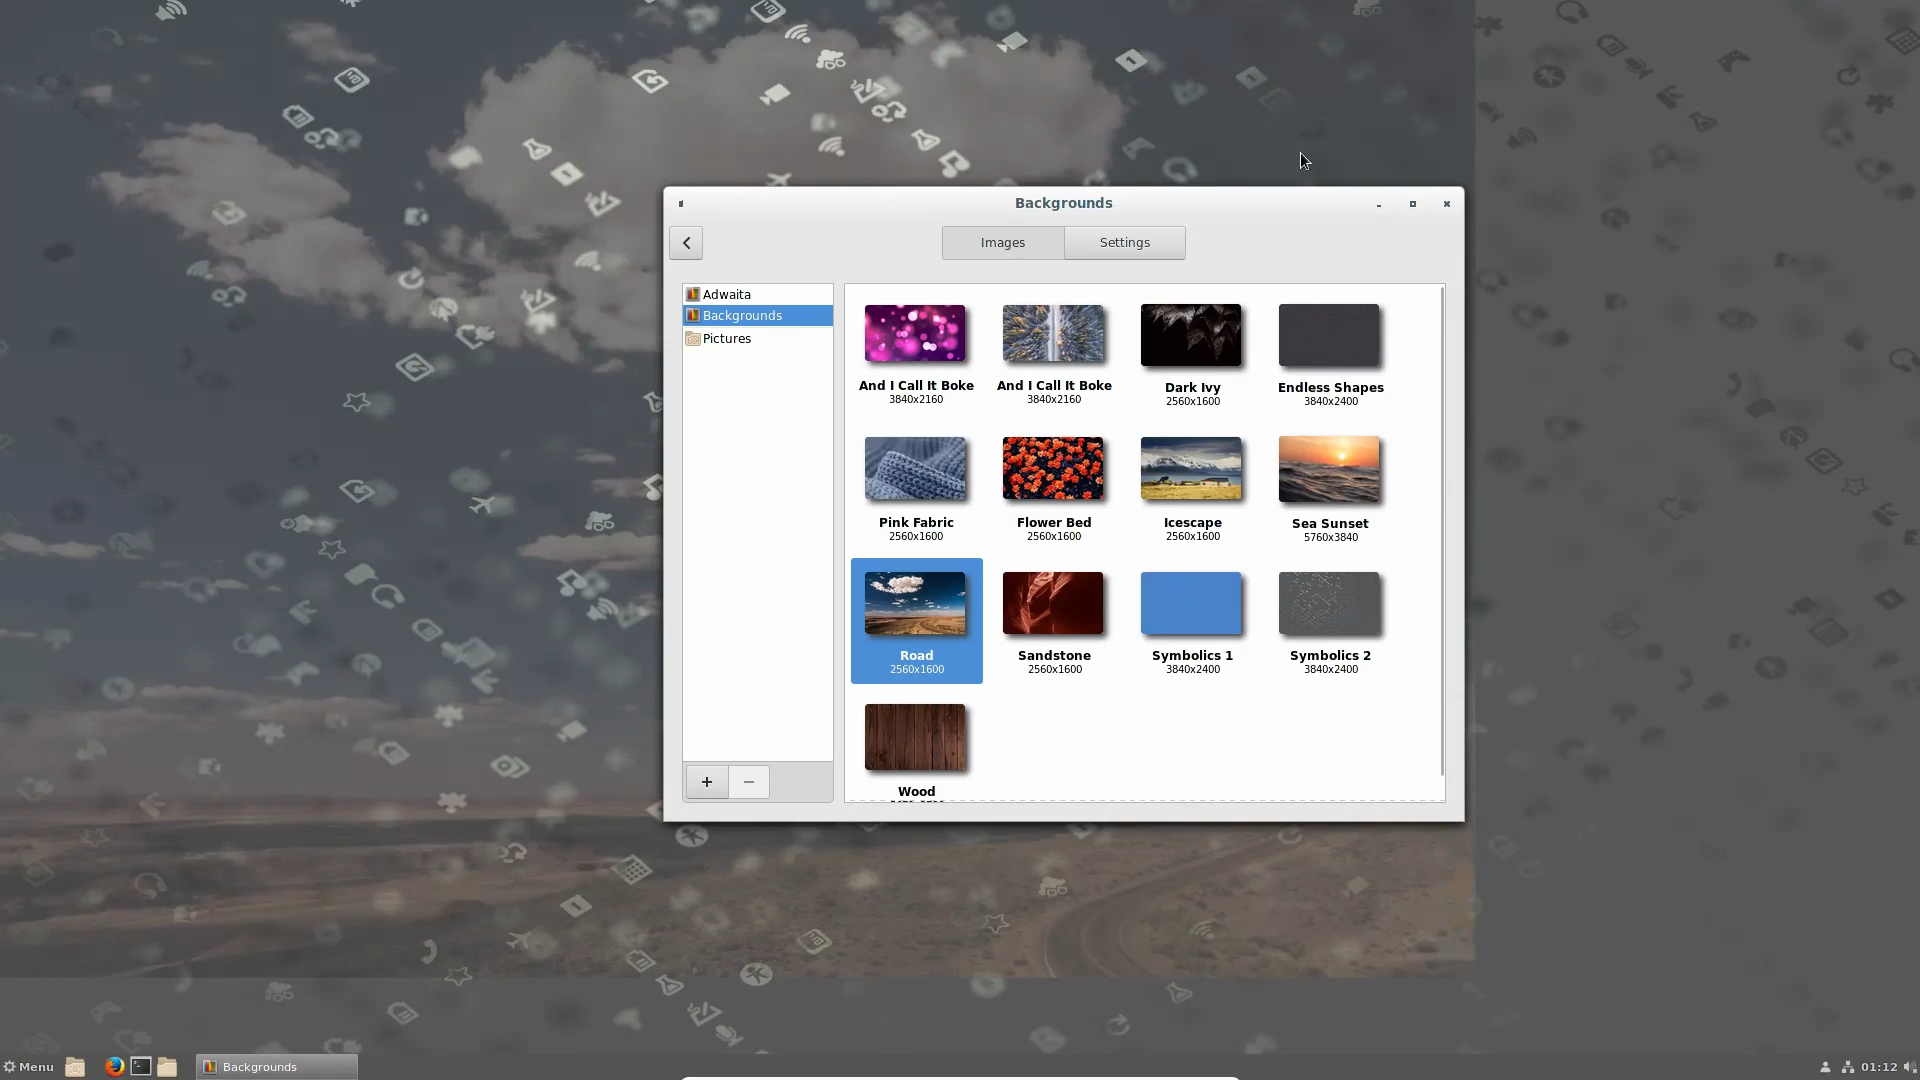 Backgrounds
Images
Settings
Adwaita
Backgrounds
Pictures
And I Call It Boke
3840x2160
And I Call It Boke
3840x2160
Dark Ivy
2560x1600
Endless Shapes
3840x2400
Pink Fabric
2560x1600
Flower Bed
2560x1600
Icescape
2560x1600
Sea Sunset
5760x3840
Road
2560x1600
Sandstone
2560x1600
Symbolics 1
3840x2400
Symbolics 2
3840x2400
Wood
Menu
Backgrounds
01:12